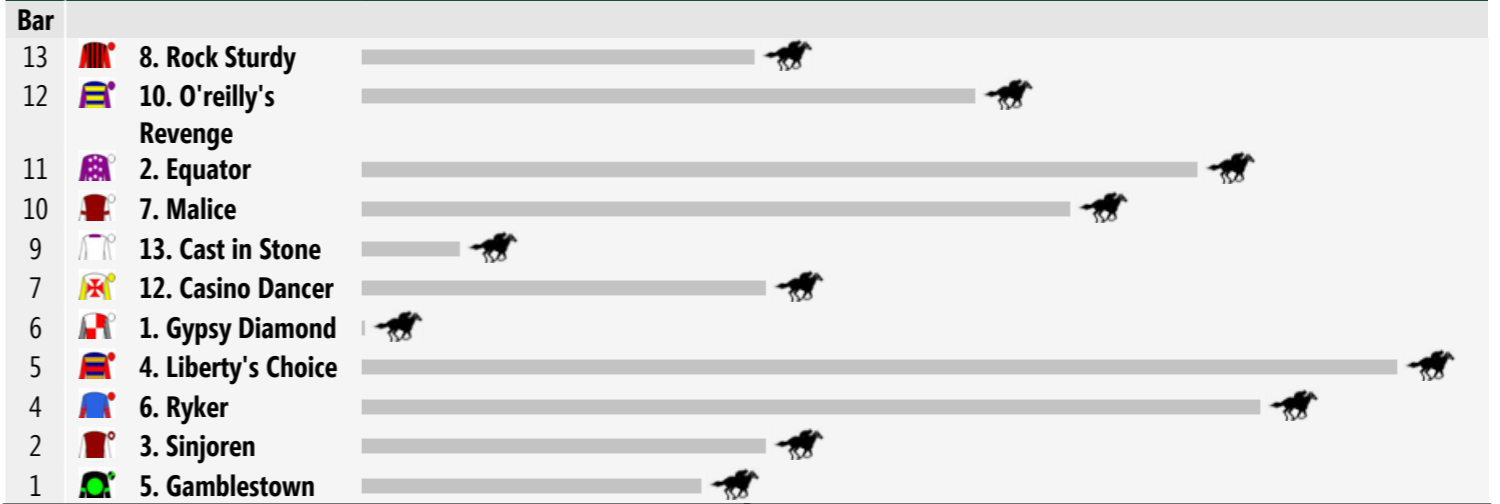 Bar
13 8. Rock Sturdy
12 10. O'reilly's
Revenge
11 2. Equator
10 7. Malice
9 13. Cast in Stone
7 12. Casino Dancer
6 1. Gypsy Diamond
5 4. Liberty's Choice
4 6. Ryker
2 3. Sinjoren
1 5. Gamblestown